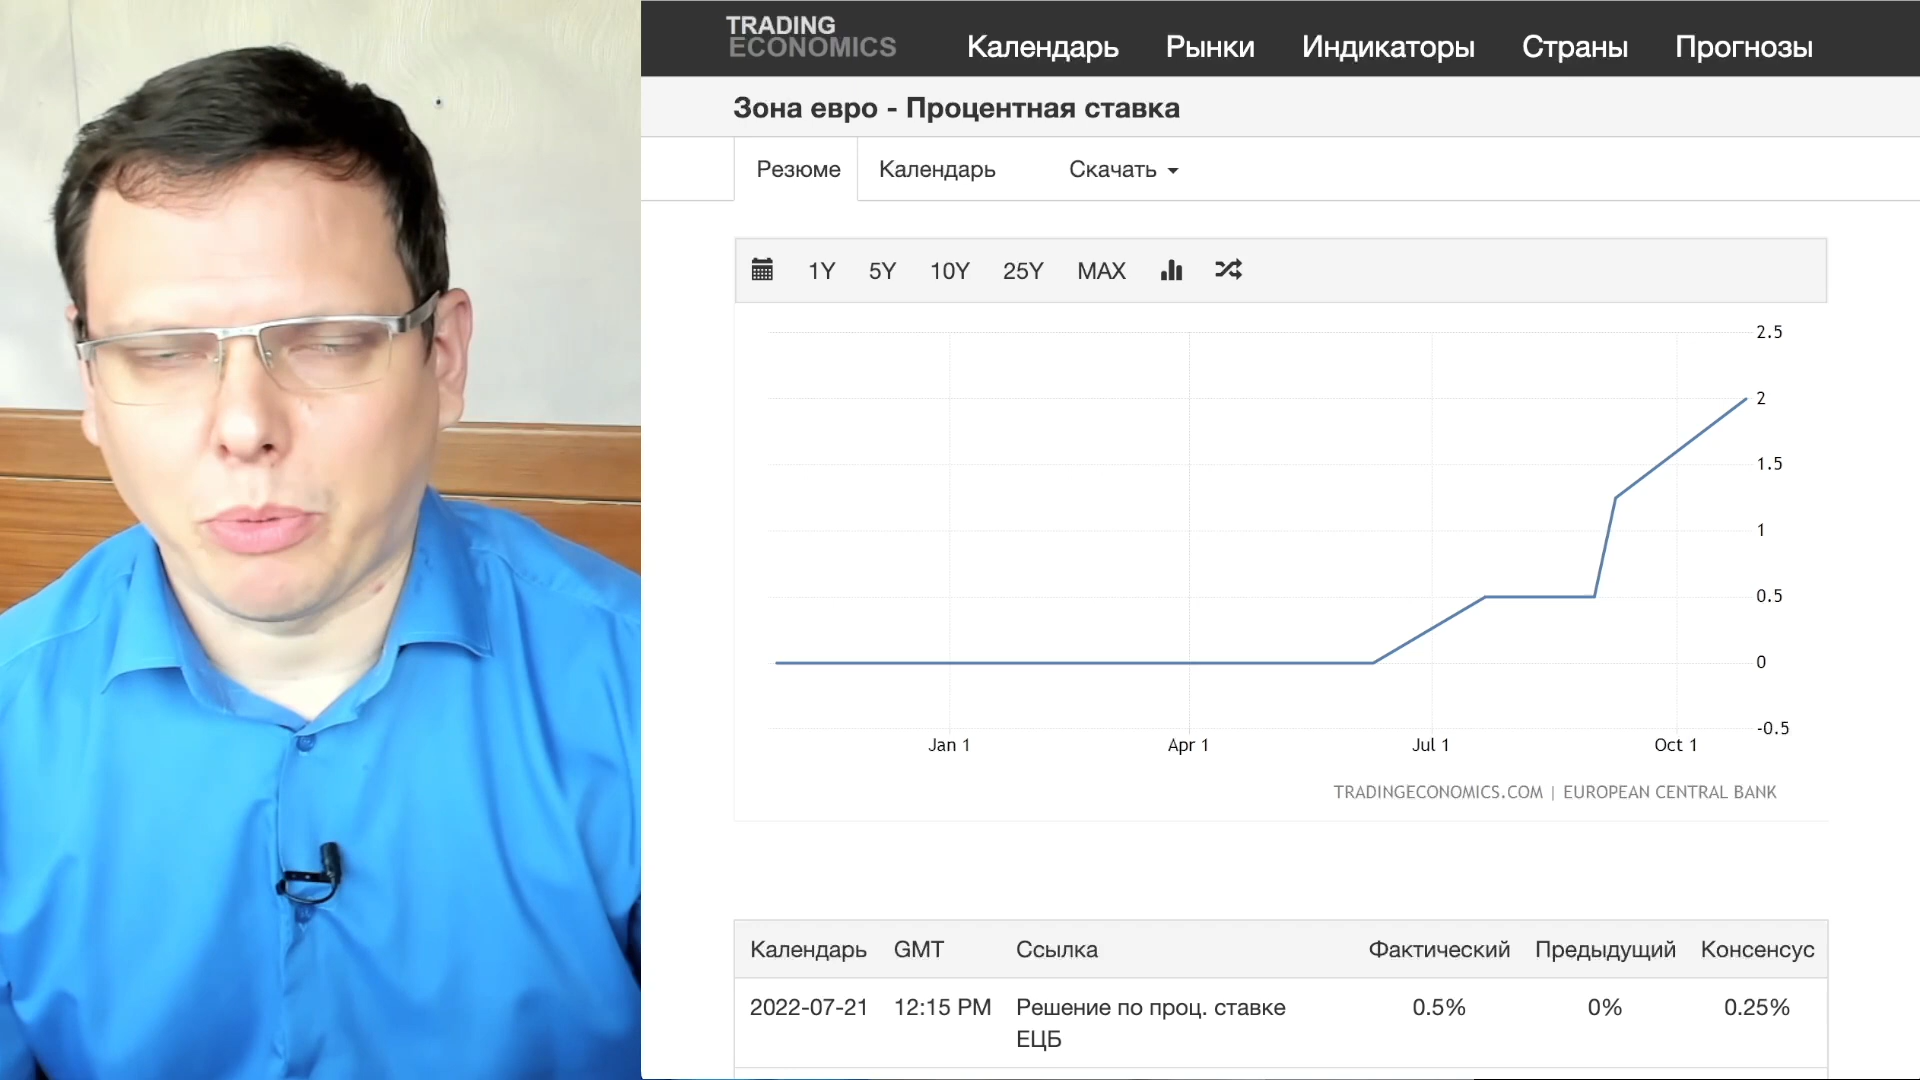 TRADING
ECONOMICS
Календарь Рынки Индикаторы Страны Прогнозы
Зона евро - Процентная ставка
Резюме Календарь Скачать
1Y 5Y 10Y 25Y MAX
2.5
2
1.5
1
0.5
0
-0.5
Jan 1 Apr 1 Jul 1 Oct 1
TRADINGECONOMICS.COM | EUROPEAN CENTRAL BANK
Календарь GMT Ссылка Фактический Предыдущий Консенсус
2022-07-21 12:15 PM Решение по проц. ставке 0.5% 0% 0.25%
ЕЦБ